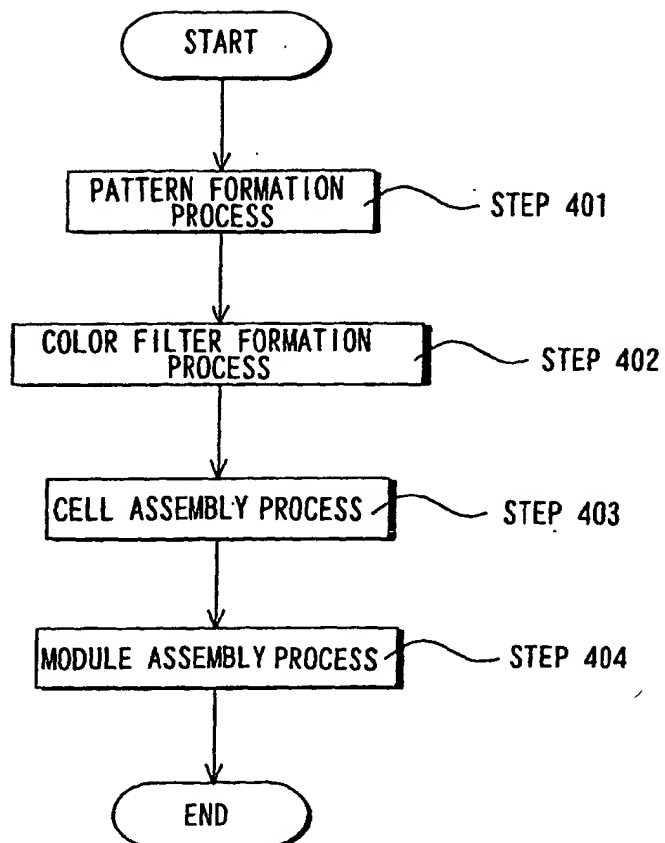 START
PATTERN FORMATION
PROCESS
STEP 401
COLOR FILTER FORMATION
PROCESS
STEP 402
CELL ASSEMBLY PROCESS
STEP 403
MODULE ASSEMBLY PROCESS
STEP 404
END